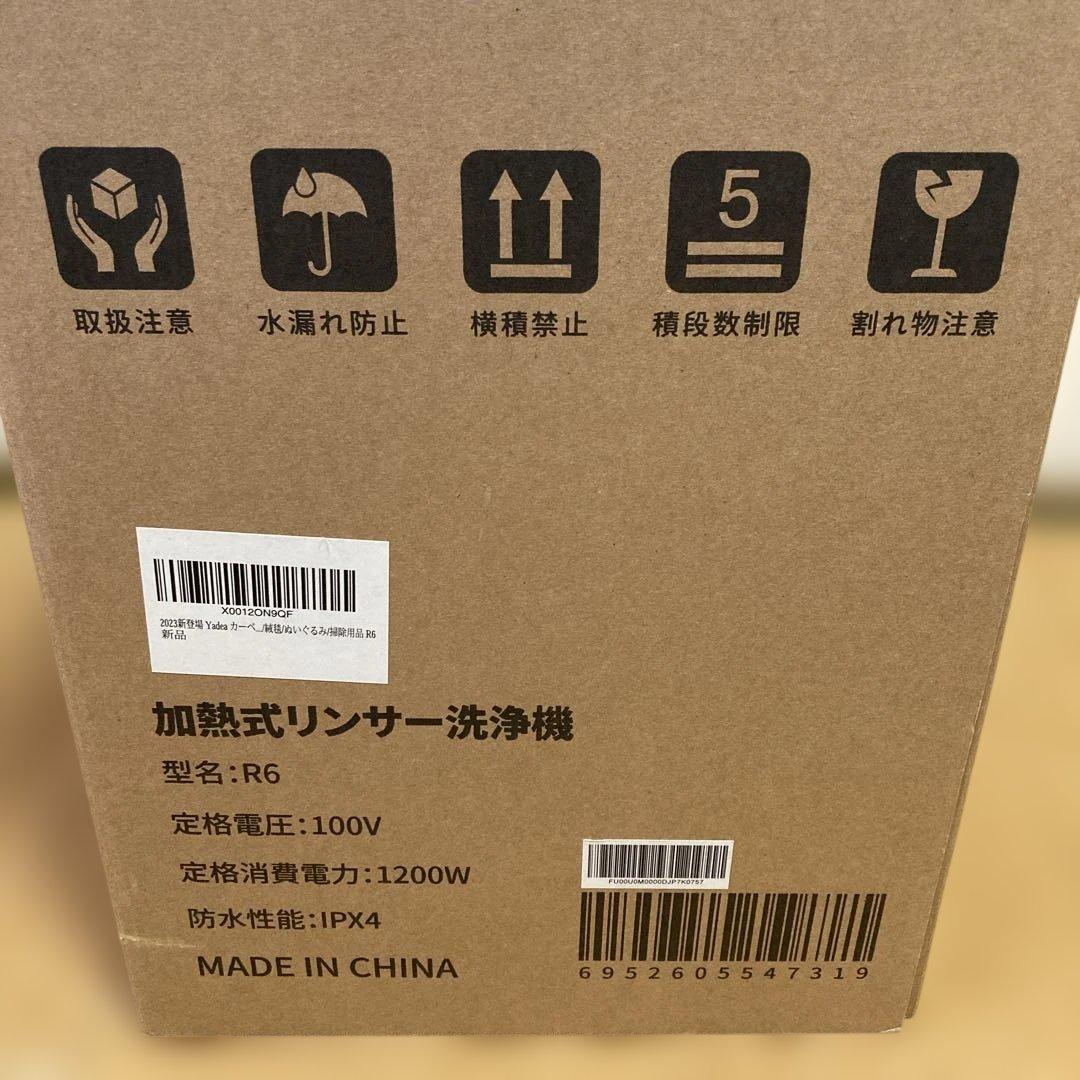 5
取扱注意 水漏れ防止 横積禁止 積段数制限 割れ物注意
X0012ON9QF
2023新登場 Yadea カーペ.../絨毯/ぬいぐるみ/掃除用品 R6
新品
加熱式リンサー洗浄機
型名:R6
定格電圧:100V
定格消費電力:1200W
防水性能:IPX4
MADE IN CHINA
FU00U0M0000DJP7K0757
6952605547319